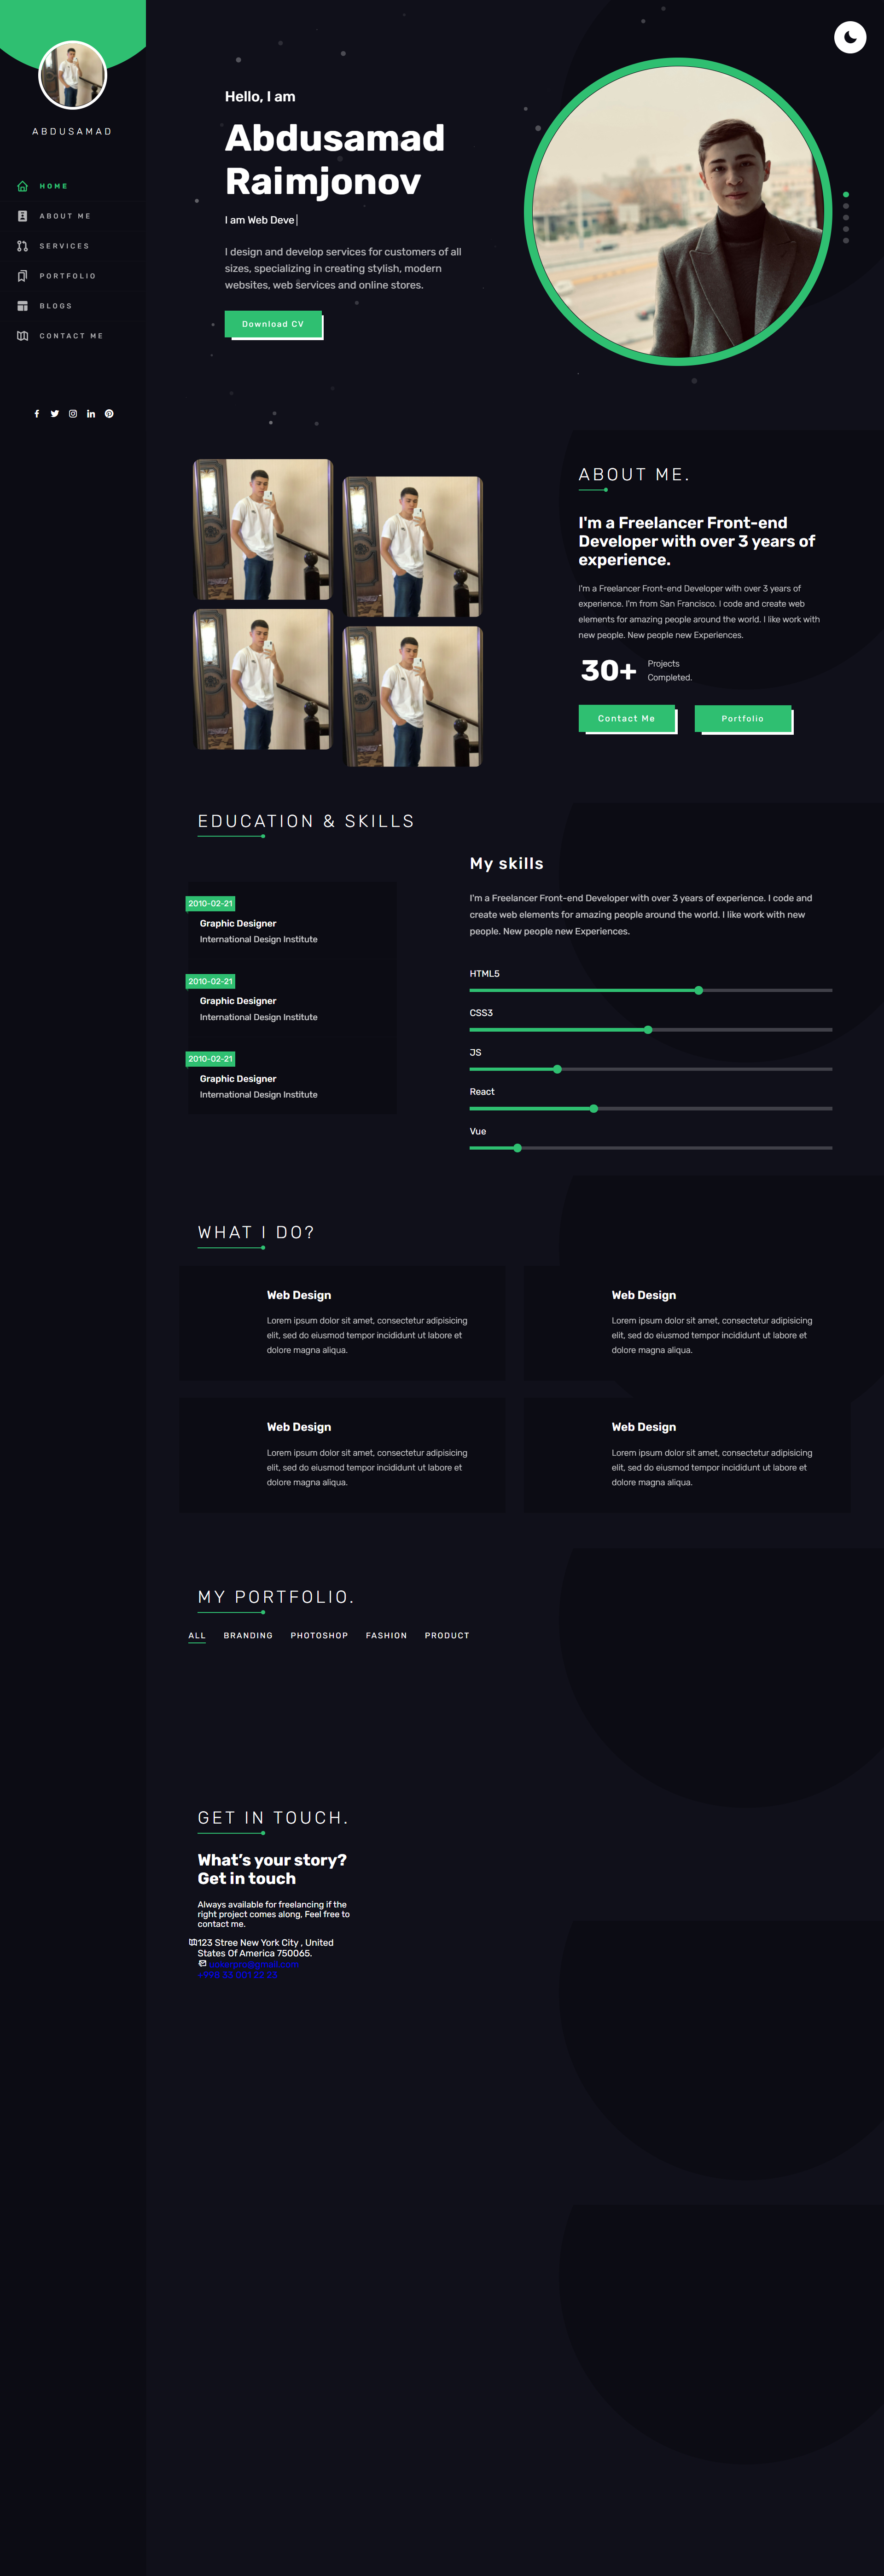 ABDUSAMAD
HOME
ABOUT ME
SERVICES
PORTFOLIO
BLOGS
CONTACT ME
Hello, I am
Abdusamad
Raimjonov
I am Web Deve|
I design and develop services for customers of all
sizes, specializing in creating stylish, modern
websites, web services and online stores.
Download CV
ABOUT ME.
I'm a Freelancer Front-end
Developer with over 3 years of
experience.
I'm a Freelancer Front-end Developer with over 3 years of
experience. I'm from San Francisco. I code and create web
elements for amazing people around the world. I like work with
new people. New people new Experiences.
30+
Projects
Completed.
Contact Me
Portfolio
EDUCATION & SKILLS
2010-02-21
Graphic Designer
International Design Institute
2010-02-21
Graphic Designer
International Design Institute
2010-02-21
Graphic Designer
International Design Institute
My skills
I'm a Freelancer Front-end Developer with over 3 years of experience. I code and
create web elements for amazing people around the world. I like work with new
people. New people new Experiences.
HTML5
CSS3
JS
React
Vue
WHAT I DO?
Web Design
Lorem ipsum dolor sit amet, consectetur adipisicing
elit, sed do eiusmod tempor incididunt ut labore et
dolore magna aliqua.
Web Design
Lorem ipsum dolor sit amet, consectetur adipisicing
elit, sed do eiusmod tempor incididunt ut labore et
dolore magna aliqua.
Web Design
Lorem ipsum dolor sit amet, consectetur adipisicing
elit, sed do eiusmod tempor incididunt ut labore et
dolore magna aliqua.
Web Design
Lorem ipsum dolor sit amet, consectetur adipisicing
elit, sed do eiusmod tempor incididunt ut labore et
dolore magna aliqua.
MY PORTFOLIO.
ALL BRANDING PHOTOSHOP FASHION PRODUCT
GET IN TOUCH.
What's your story?
Get in touch
Always available for freelancing if the
right project comes along, Feel free to
contact me.
123 Stree New York City , United
States Of America 750065.